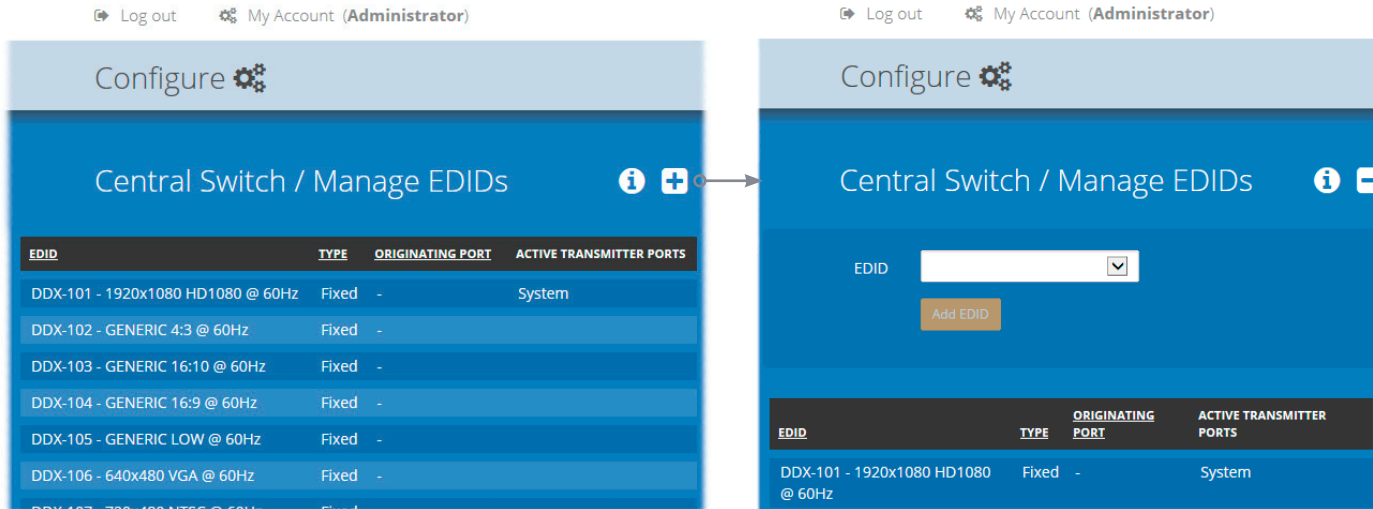 Log out My Account (Administrator)
Configure
Central Switch / Manage EDIDs
EDID TYPE ORIGINATING PORT ACTIVE TRANSMITTER PORTS
DDX-101 - 1920x1080 HD1080 @ 60Hz Fixed - System
DDX-102 - GENERIC 4:3 @ 60Hz Fixed -
DDX-103 - GENERIC 16:10 @ 60Hz Fixed -
DDX-104 - GENERIC 16:9 @ 60Hz Fixed -
DDX-105 - GENERIC LOW @ 60Hz Fixed -
DDX-106 - 640x480 VGA @ 60Hz Fixed -
Log out My Account (Administrator)
Configure
Central Switch / Manage EDIDs
EDID
Add EDID
ORIGINATING ACTIVE TRANSMITTER
EDID TYPE PORT PORTS
DDX-101 - 1920x1080 HD1080 Fixed - System
@ 60Hz